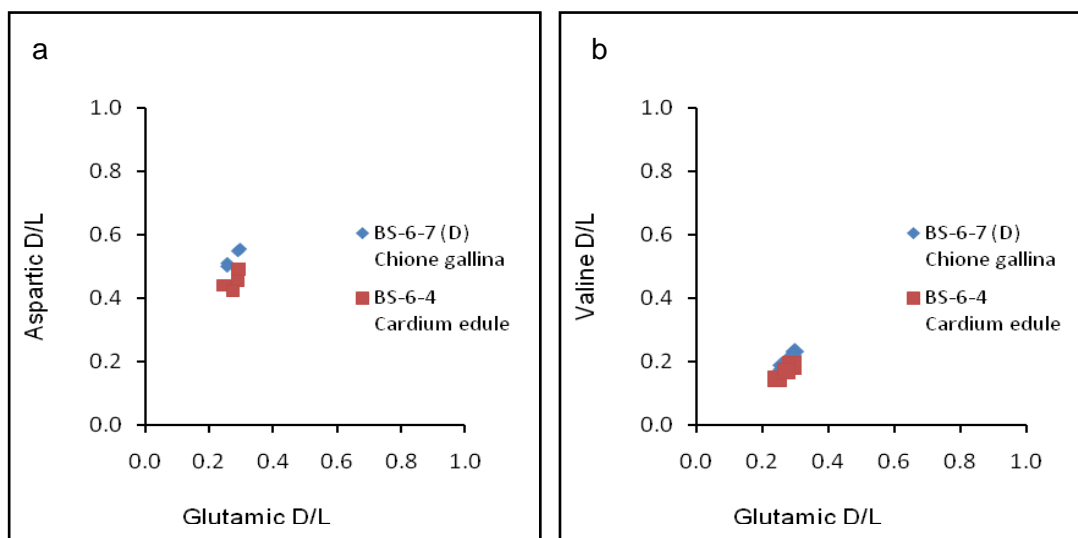 a
1.0
0.8
0.6
0.4
0.2
0.0
Aspartic D/L
0.0 0.2 0.4 0.6 0.8 1.0
Glutamic D/L
BS-6-7 (D)
Chione gallina
BS-6-4
Cardium edule
b
1.0
0.8
0.6
0.4
0.2
0.0
Valine D/L
0.0 0.2 0.4 0.6 0.8 1.0
Glutamic D/L
BS-6-7 (D)
Chione gallina
BS-6-4
Cardium edule